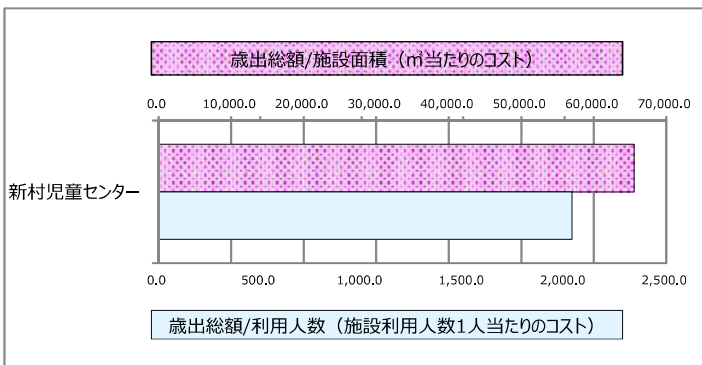 歳出総額/施設面積（㎡当たりのコスト）
0.0 10,000.0 20,000.0 30,000.0 40,000.0 50,000.0 60,000.0 70,000.0
新村児童センター
0.0 500.0 1,000.0 1,500.0 2,000.0 2,500.0
歳出総額/利用人数（施設利用人数1人当たりのコスト）